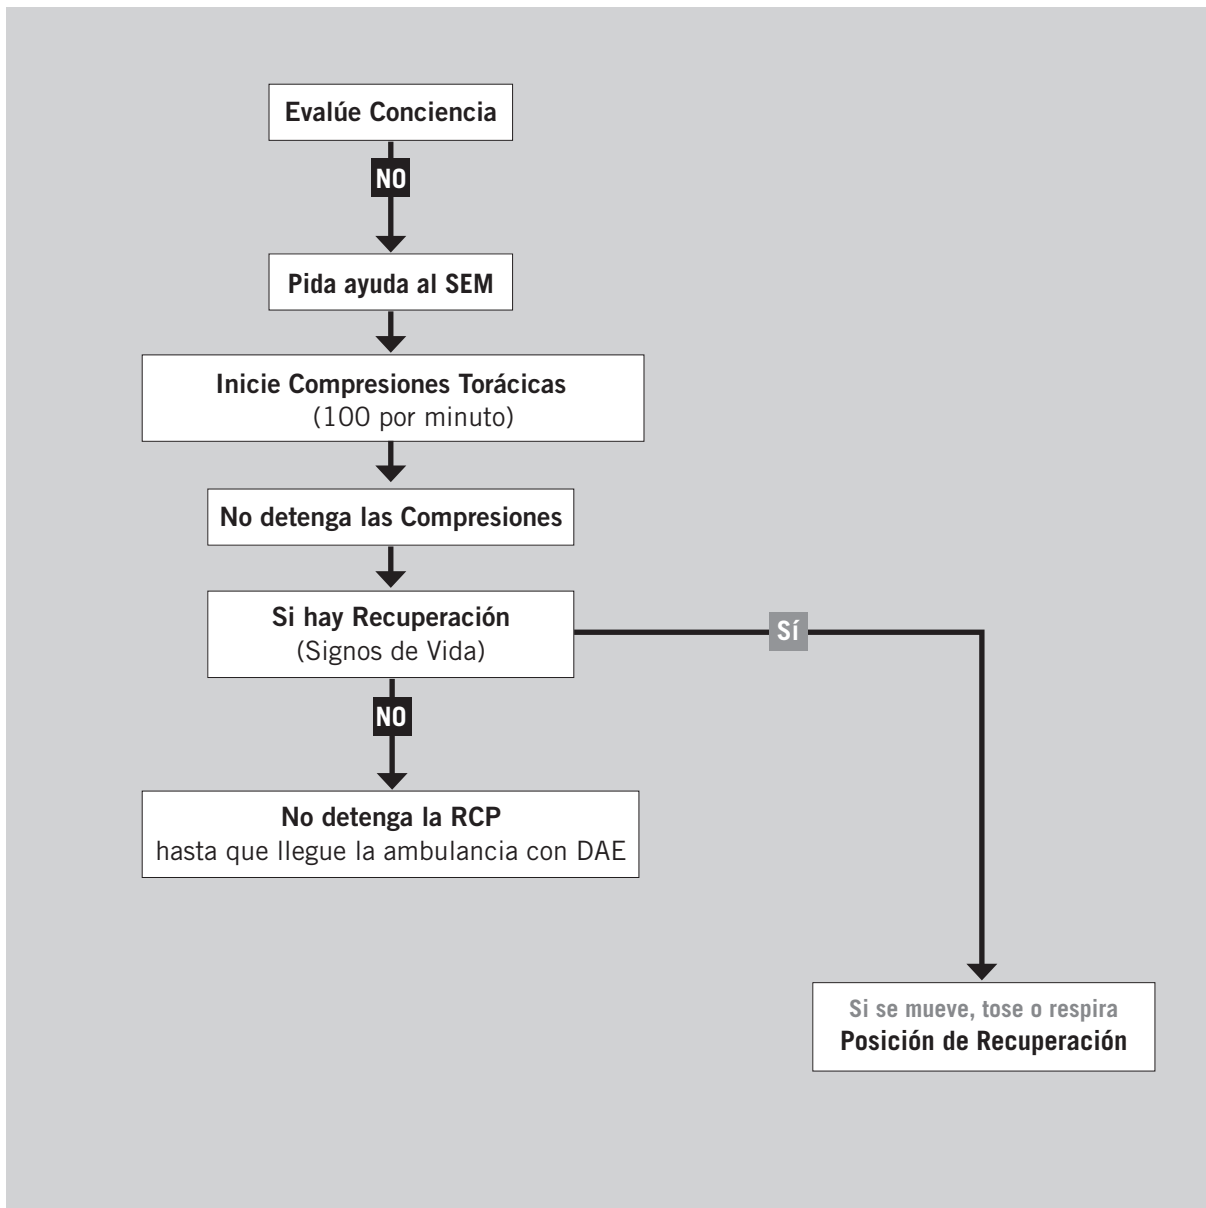 Evalúe Conciencia
NO
Pida ayuda al SEM
Inicie Compresiones Torácicas
(100 por minuto)
No detenga las Compresiones
Si hay Recuperación
(Signos de Vida)
Sí
NO
No detenga la RCP
hasta que llegue la ambulancia con DAE
Si se mueve, tose o respira
Posición de Recuperación